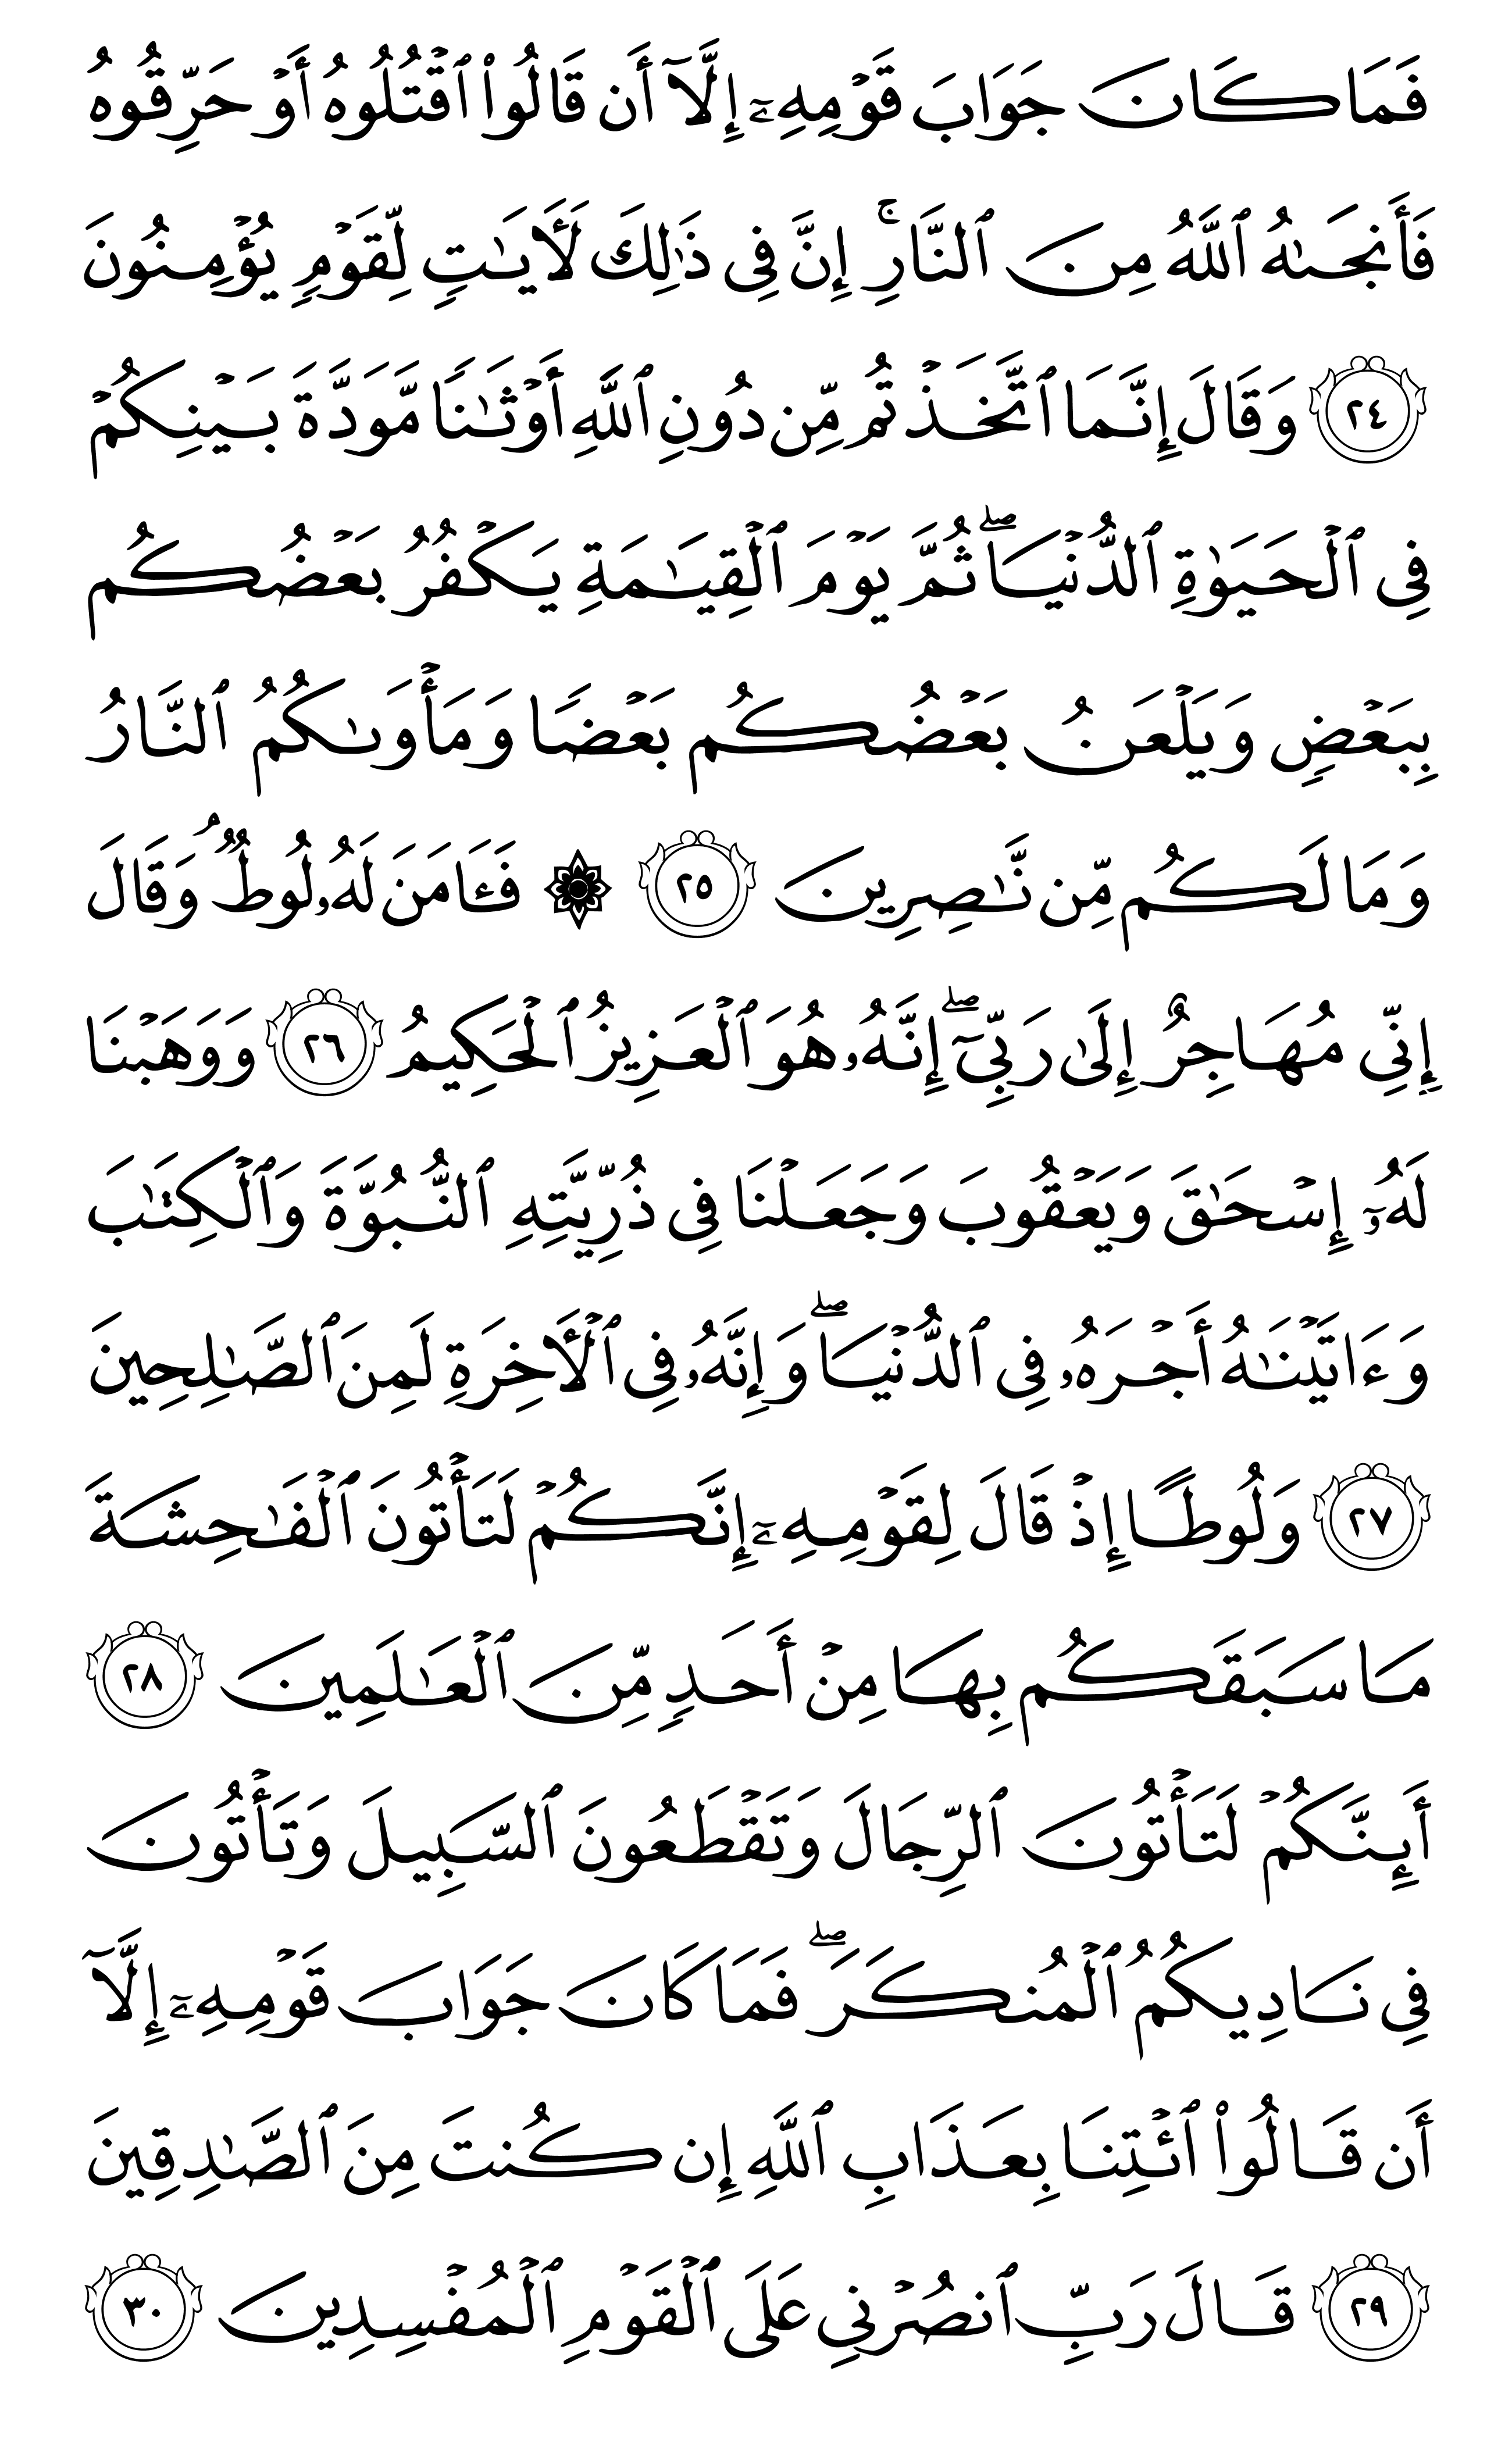 فَمَا كَانَ جَوَابَ قَوْمِهِۦٓ إِلَّآ أَن قَالُوا۟ ٱقْتُلُوهُ أَوْ حَرِّقُوهُ
فَأَنجَىٰهُ ٱللَّهُ مِنَ ٱلنَّارِ ۚ إِنَّ فِى ذَٰلِكَ لَـَٔايَـٰتٍ لِّقَوْمٍ يُؤْمِنُونَ
٢٤ وَقَالَ إِنَّمَا ٱتَّخَذْتُم مِّن دُونِ ٱللَّهِ أَوْثَـٰنًا مَّوَدَّةَ بَيْنِكُمْ
فِى ٱلْحَيَوٰةِ ٱلدُّنْيَا ۖ ثُمَّ يَوْمَ ٱلْقِيَـٰمَةِ يَكْفُرُ بَعْضُكُم
بِبَعْضٍ وَيَلْعَنُ بَعْضُكُم بَعْضًا وَمَأْوَىٰكُمُ ٱلنَّارُ
وَمَا لَكُم مِّن نَّـٰصِرِينَ ٢٥ ۞ فَـَٔامَنَ لَهُۥ لُوطٌ ۘ وَقَالَ
إِنِّى مُهَاجِرٌ إِلَىٰ رَبِّىٓ ۖ إِنَّهُۥ هُوَ ٱلْعَزِيزُ ٱلْحَكِيمُ ٢٦ وَوَهَبْنَا
لَهُۥٓ إِسْحَـٰقَ وَيَعْقُوبَ وَجَعَلْنَا فِى ذُرِّيَّتِهِ ٱلنُّبُوَّةَ وَٱلْكِتَـٰبَ
وَءَاتَيْنَـٰهُ أَجْرَهُۥ فِى ٱلدُّنْيَا ۖ وَإِنَّهُۥ فِى ٱلْـَٔاخِرَةِ لَمِنَ ٱلصَّـٰلِحِينَ
٢٧ وَلُوطًا إِذْ قَالَ لِقَوْمِهِۦٓ إِنَّكُمْ لَتَأْتُونَ ٱلْفَـٰحِشَةَ
مَا سَبَقَكُم بِهَا مِنْ أَحَدٍ مِّنَ ٱلْعَـٰلَمِينَ ٢٨
أَئِنَّكُمْ لَتَأْتُونَ ٱلرِّجَالَ وَتَقْطَعُونَ ٱلسَّبِيلَ وَتَأْتُونَ
فِى نَادِيكُمُ ٱلْمُنكَرَ ۖ فَمَا كَانَ جَوَابَ قَوْمِهِۦٓ إِلَّآ
أَن قَالُوا۟ ٱئْتِنَا بِعَذَابِ ٱللَّهِ إِن كُنتَ مِنَ ٱلصَّـٰدِقِينَ
٢٩ قَالَ رَبِّ ٱنصُرْنِى عَلَى ٱلْقَوْمِ ٱلْمُفْسِدِينَ ٣٠